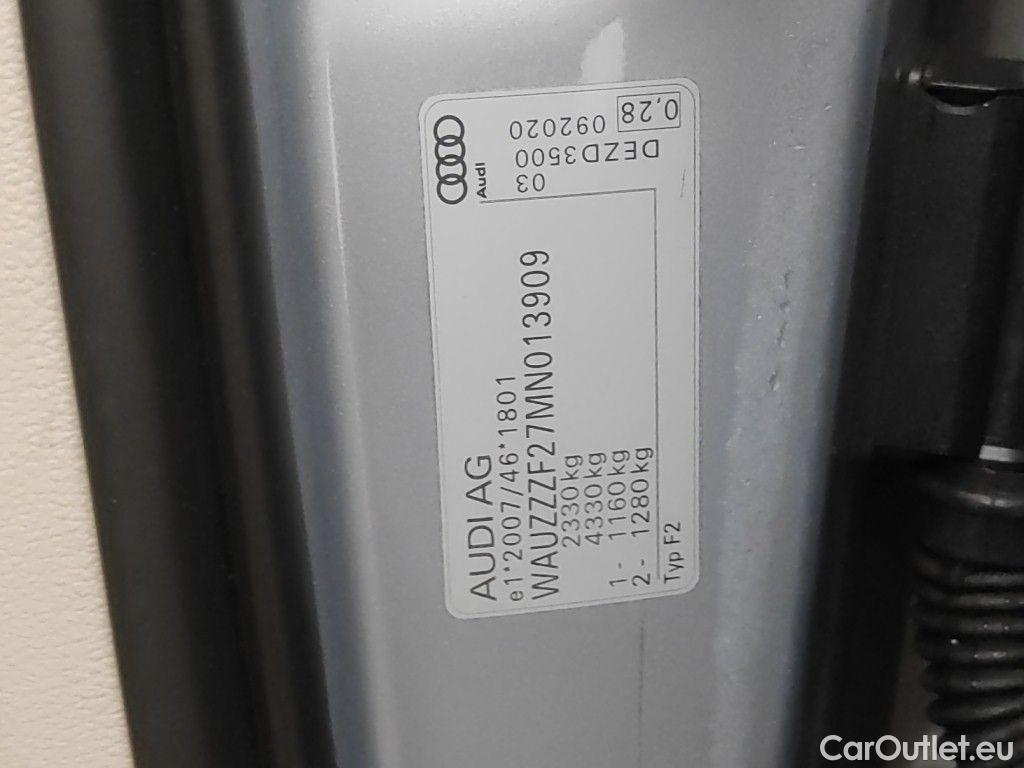 AUDI AG
e1*2007/46*1801
WAUZZZF27MN013909
2330kg
4330kg
1 - 1160kg
2 - 1280kg
Typ F2
Audi
03
DEZD3500
092020
0,28
CarOutlet.eu